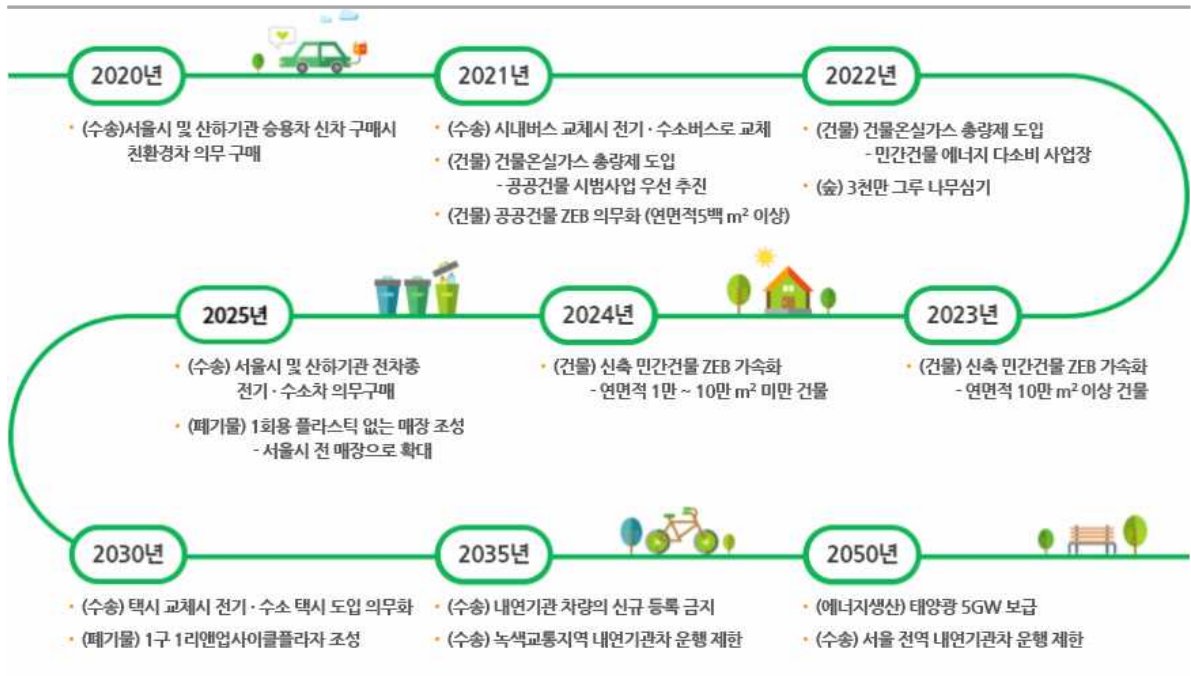 2020년
(수송)서울시 및 산하기관 승용차 신차 구매시
친환경차 의무 구매
2021년
(수송) 시내버스 교체시 전기·수소버스로 교체
(건물) 건물온실가스 총량제 도입
- 공공건물 시범사업 우선 추진
(건물) 공공건물 ZEB 의무화 (연면적5백 m² 이상)
2022년
(건물) 건물온실가스 총량제 도입
- 민간건물 에너지 다소비 사업장
(숲) 3천만 그루 나무심기
2023년
(건물) 신축 민간건물 ZEB 가속화
- 연면적 10만 m² 이상 건물
2024년
(건물) 신축 민간건물 ZEB 가속화
- 연면적 1만 ~ 10만 m² 미만 건물
2025년
(수송) 서울시 및 산하기관 전차종
전기·수소차 의무구매
(폐기물) 1회용 플라스틱 없는 매장 조성
- 서울시 전 매장으로 확대
2030년
(수송) 택시 교체시 전기·수소 택시 도입 의무화
(폐기물) 1구 1리앤업사이클플라자 조성
2035년
(수송) 내연기관 차량의 신규 등록 금지
(수송) 녹색교통지역 내연기관차 운행 제한
2050년
(에너지생산) 태양광 5GW 보급
(수송) 서울 전역 내연기관차 운행 제한